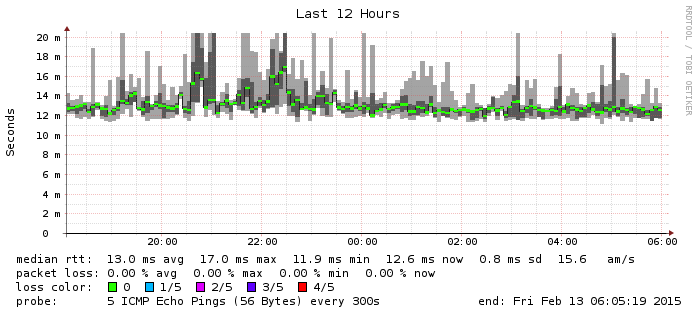 Last 12 Hours
RRDTOOL / TOBI OETIKER
Seconds
20 m
18 m
16 m
14 m
12 m
10 m
8 m
6 m
4 m
2 m
0
20:00 22:00 00:00 02:00 04:00 06:00
median rtt: 13.0 ms avg 17.0 ms max 11.9 ms min 12.6 ms now 0.8 ms sd 15.6 am/s
packet loss: 0.00 % avg 0.00 % max 0.00 % min 0.00 % now
loss color: 0 1/5 2/5 3/5 4/5
probe: 5 ICMP Echo Pings (56 Bytes) every 300s end: Fri Feb 13 06:05:19 2015